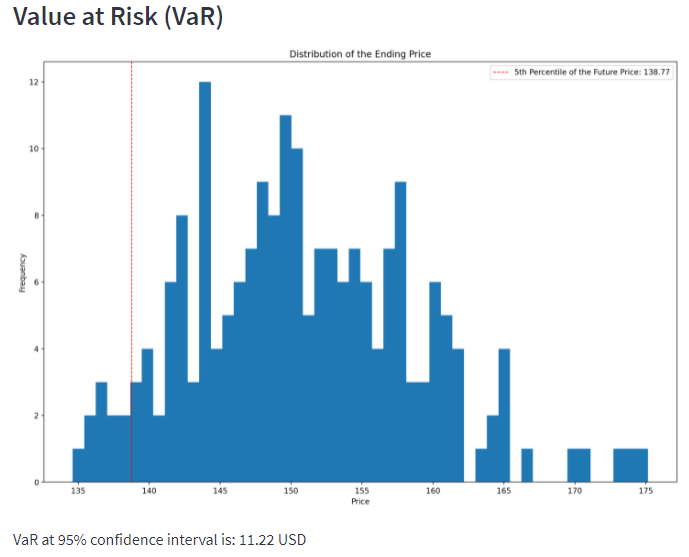 Value at Risk (VaR)
Distribution of the Ending Price
5th Percentile of the Future Price: 138.77
12
10
8
6
4
2
0
Frequency
135 140 145 150 155 160 165 170 175
Price
VaR at 95% confidence interval is: 11.22 USD